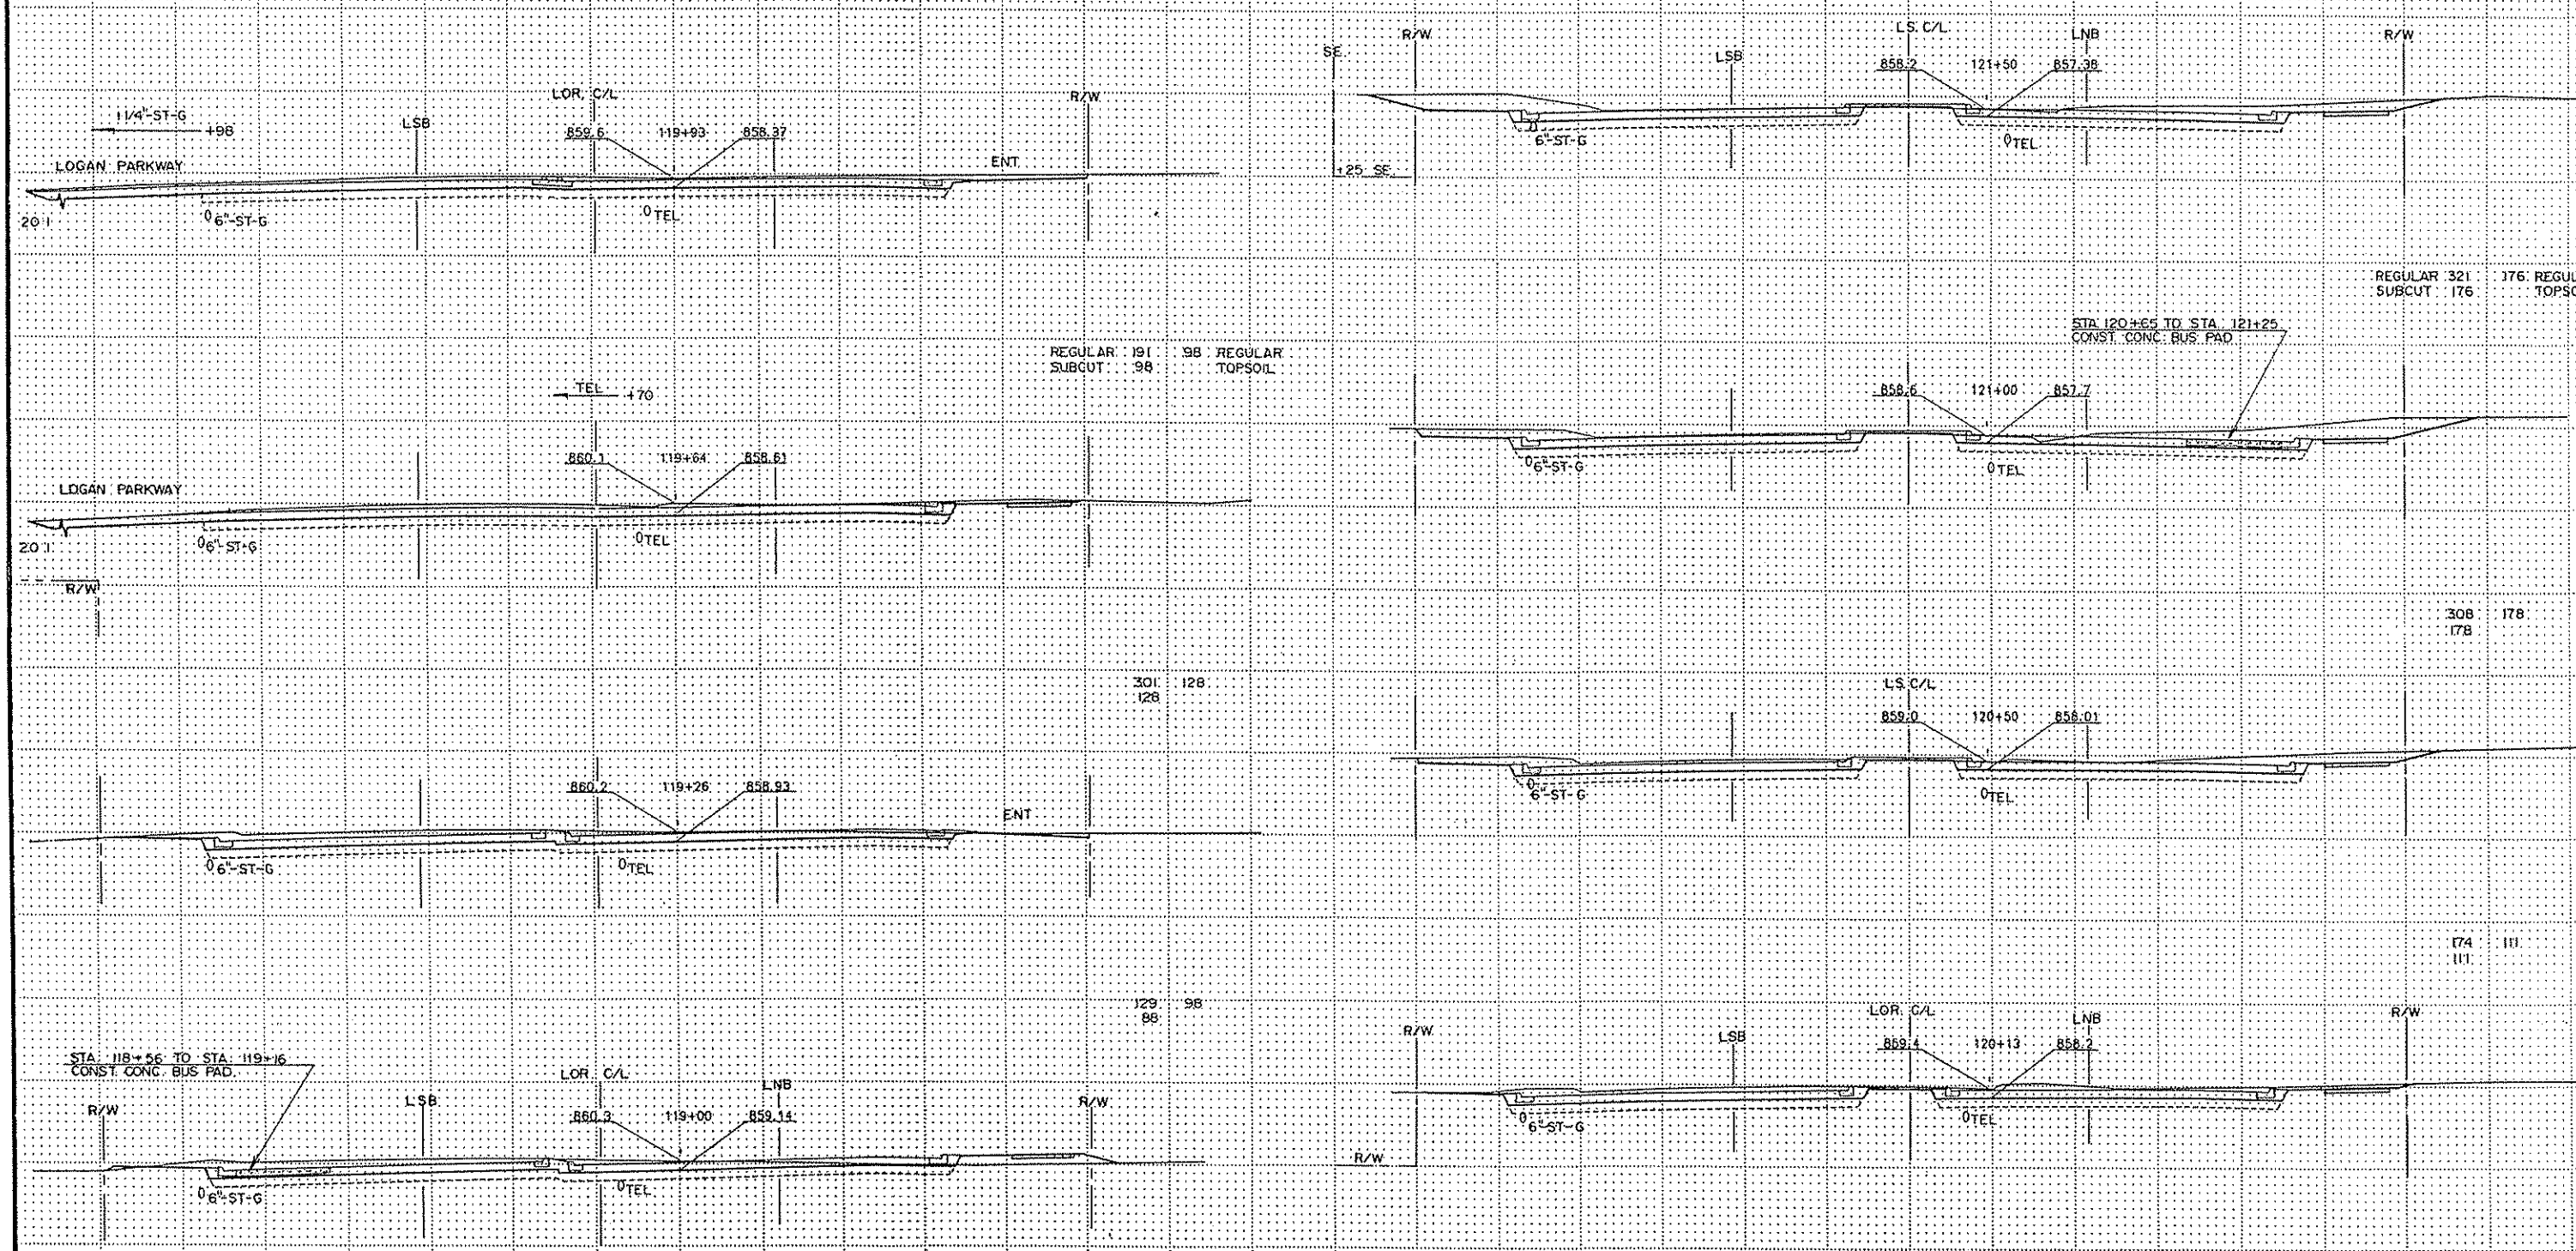 1 1/4"-ST-G
+98
LSB
LOR. C/L
R/W
859.6 119+93 858.37
LOGAN PARKWAY
ENT.
20.1
6"-ST-G
TEL
REGULAR 191 98 REGULAR
SUBCUT 98 TOPSOIL
TEL
+70
860.1 119+64 858.61
LOGAN PARKWAY
20.1
6"-ST-G
TEL
R/W
301 128
128
860.2 119+26 858.93
ENT
6"-ST-G
TEL
129 98
88
STA. 118+56 TO STA. 119+16
CONST. CONC. BUS PAD.
R/W
LSB
LOR. C/L
LNB
R/W
860.3 119+00 859.14
6"-ST-G
TEL
SE.
R/W
LSB
LS. C/L
LNB
R/W
858.2 121+50 857.38
6"-ST-G
TEL
+25 SE.
REGULAR 321 176 REGUL
SUBCUT 176 TOPSO
STA. 120+65 TO STA. 121+25
CONST. CONC. BUS PAD
858.6 121+00 857.7
6"-ST-G
TEL
308 178
178
LS. C/L
859.0 120+50 858.01
6"-ST-G
TEL
174 111
111
R/W
LSB
LOR. C/L
LNB
R/W
859.4 120+13 858.2
6"-ST-G
TEL
R/W